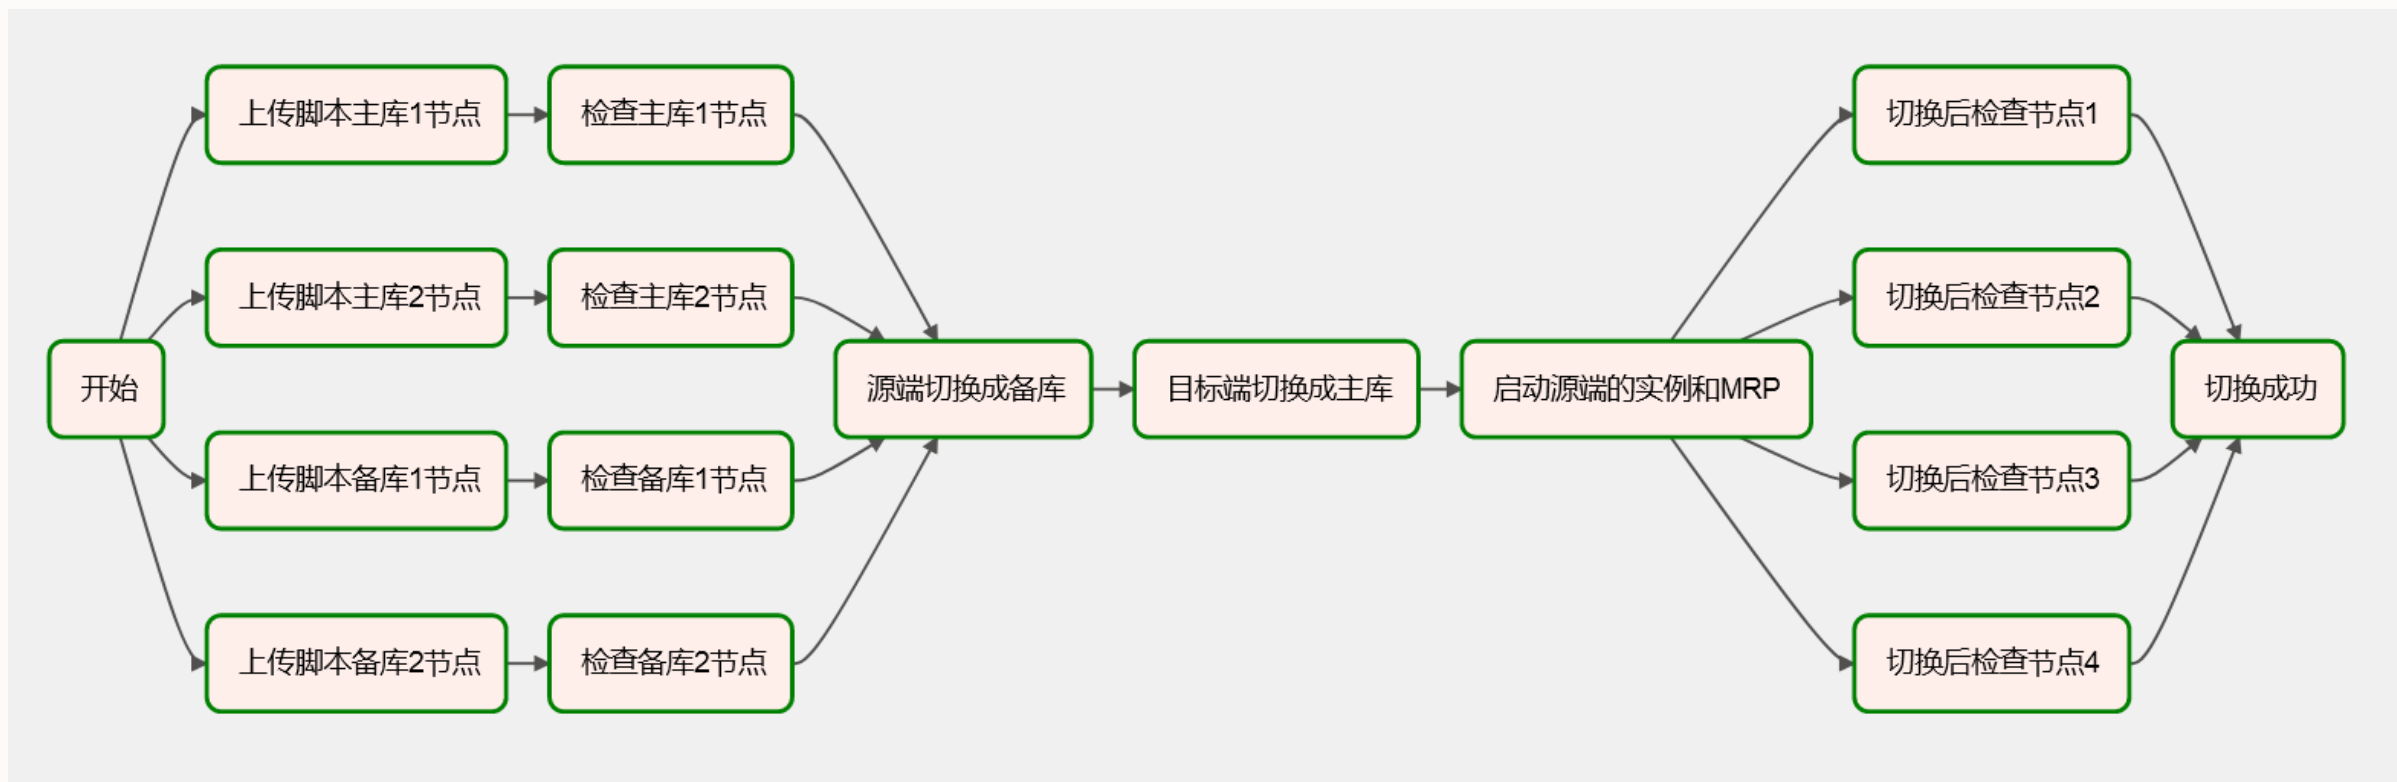 上传脚本主库1节点
检查主库1节点
切换后检查节点1
上传脚本主库2节点
检查主库2节点
切换后检查节点2
开始
源端切换成备库
目标端切换成主库
启动源端的实例和MRP
切换成功
上传脚本备库1节点
检查备库1节点
切换后检查节点3
上传脚本备库2节点
检查备库2节点
切换后检查节点4